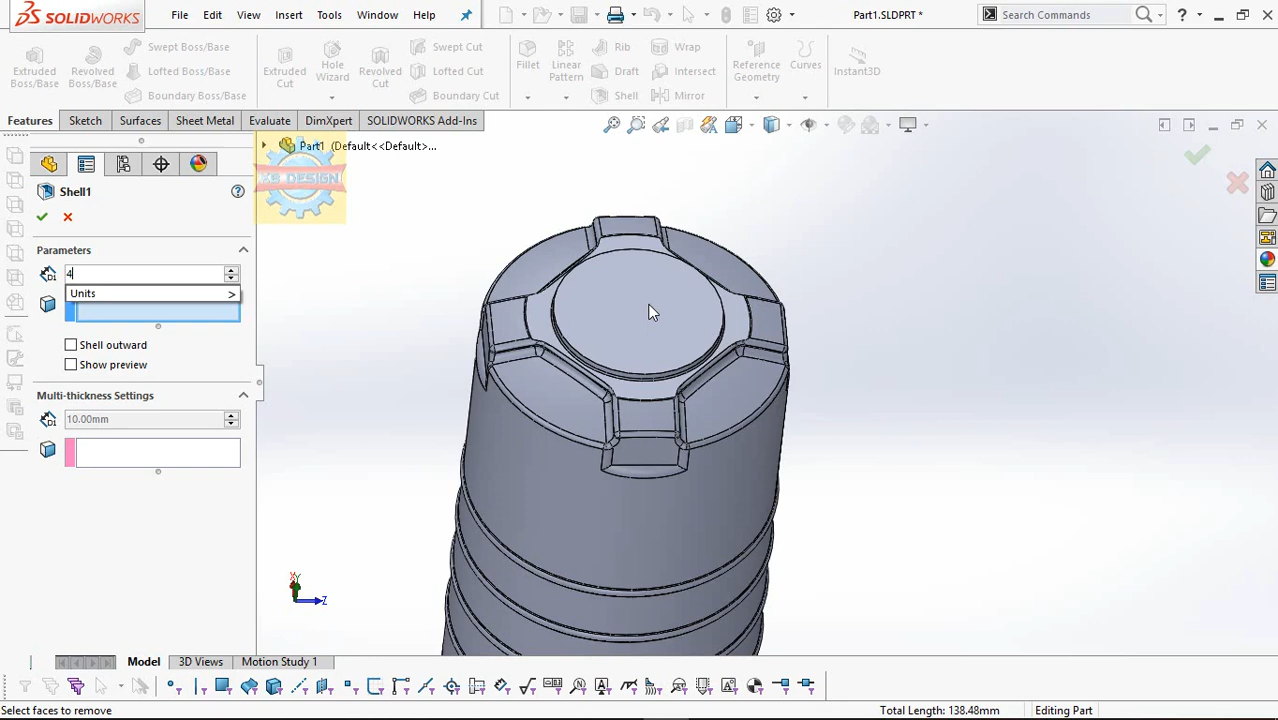 SOLIDWORKS
File Edit View Insert Tools Window Help
Part1.SLDPRT *
Search Commands
Extruded Boss/Base
Revolved Boss/Base
Swept Boss/Base
Lofted Boss/Base
Boundary Boss/Base
Extruded Cut
Hole Wizard
Revolved Cut
Swept Cut
Lofted Cut
Boundary Cut
Fillet
Linear Pattern
Rib
Draft
Shell
Wrap
Intersect
Mirror
Reference Geometry
Curves
Instant3D
Features Sketch Surfaces Sheet Metal Evaluate DimXpert SOLIDWORKS Add-Ins
Part1 (Default<<Default>...
XS DESIGN
Shell1
Parameters
4
Units >
Shell outward
Show preview
Multi-thickness Settings
10.00mm
X
Y
Z
Model 3D Views Motion Study 1
Select faces to remove
Total Length: 138.48mm
Editing Part